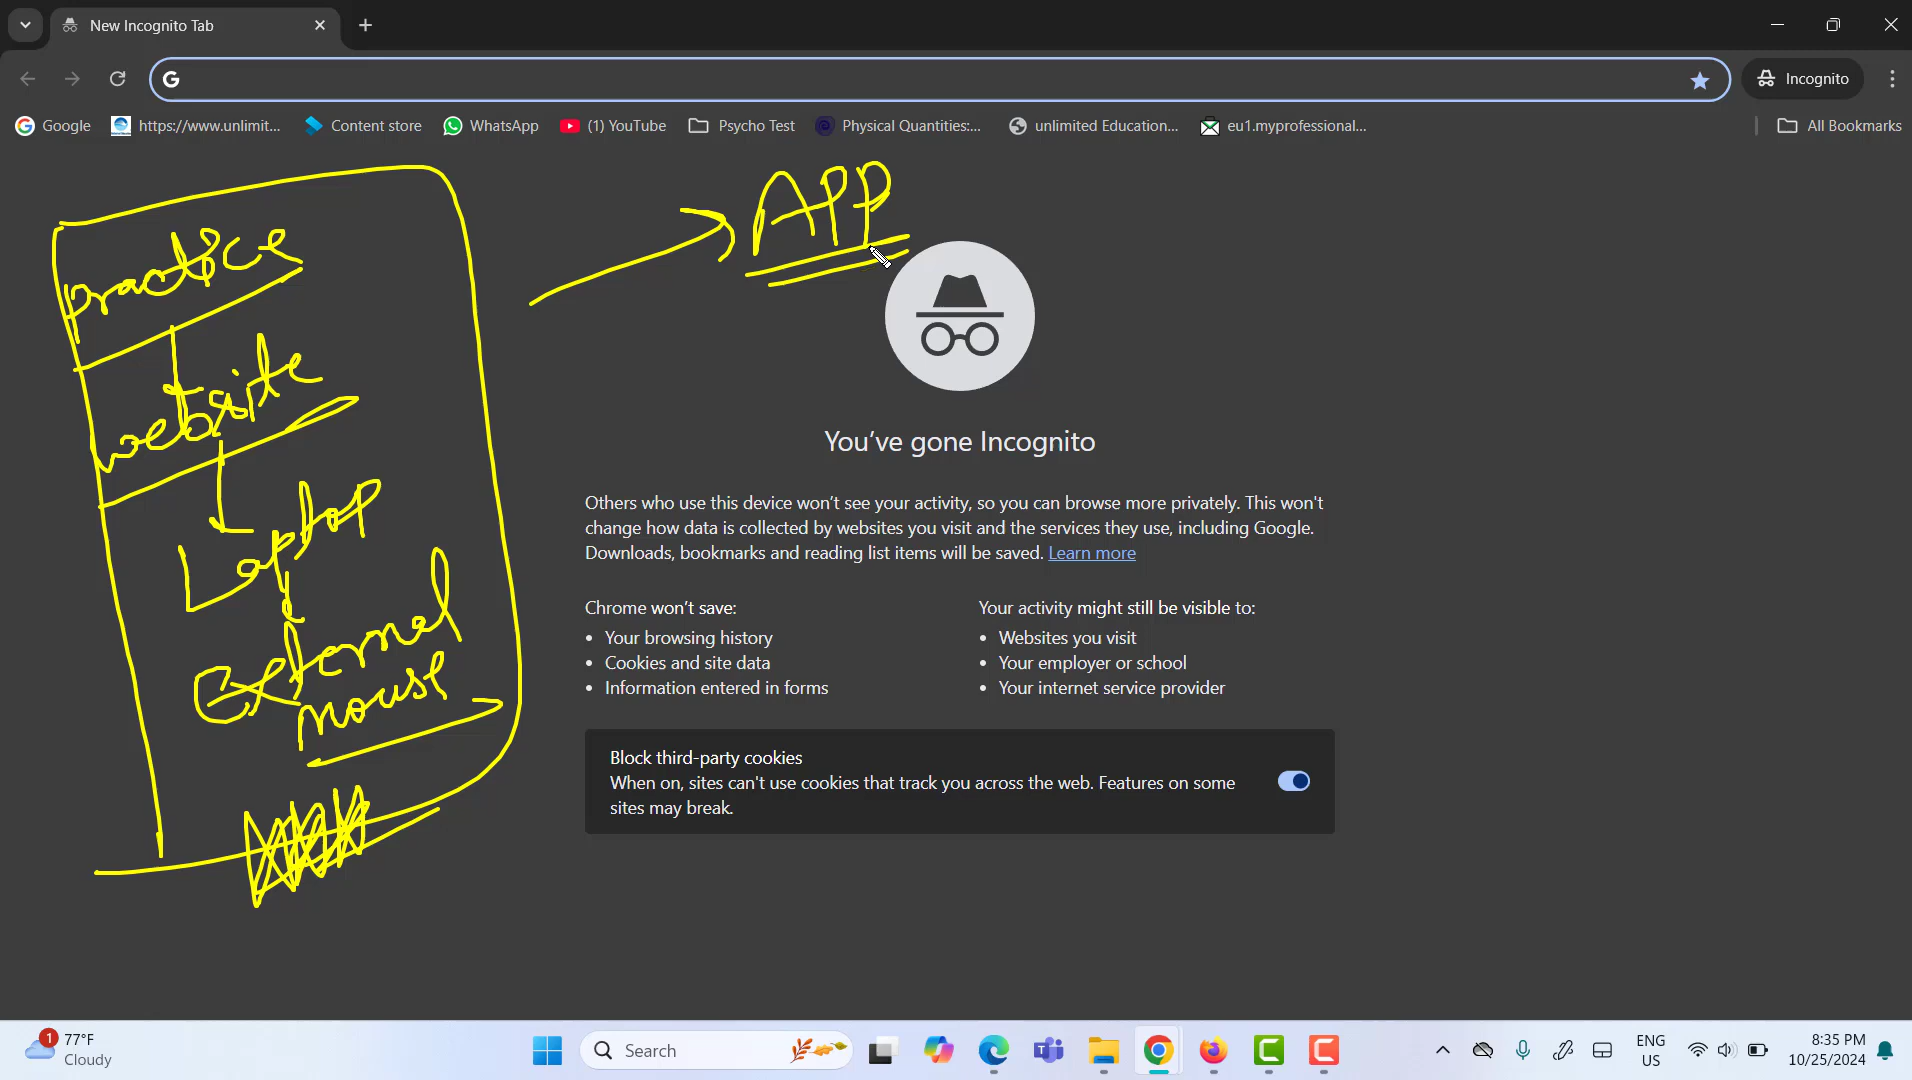 New Incognito Tab
Incognito
Google
https://www.unlimit...
Content store
WhatsApp
(1) YouTube
Psycho Test
Physical Quantities:...
unlimited Education...
eu1.myprofessional...
All Bookmarks
practice
website
Laptop
External
mouse
APP
You've gone Incognito
Others who use this device won't see your activity, so you can browse more privately. This won't
change how data is collected by websites you visit and the services they use, including Google.
Downloads, bookmarks and reading list items will be saved. Learn more
Chrome won't save:
• Your browsing history
• Cookies and site data
• Information entered in forms
Your activity might still be visible to:
• Websites you visit
• Your employer or school
• Your internet service provider
Block third-party cookies
When on, sites can't use cookies that track you across the web. Features on some
sites may break.
1
77°F
Cloudy
Search
ENG
US
8:35 PM
10/25/2024